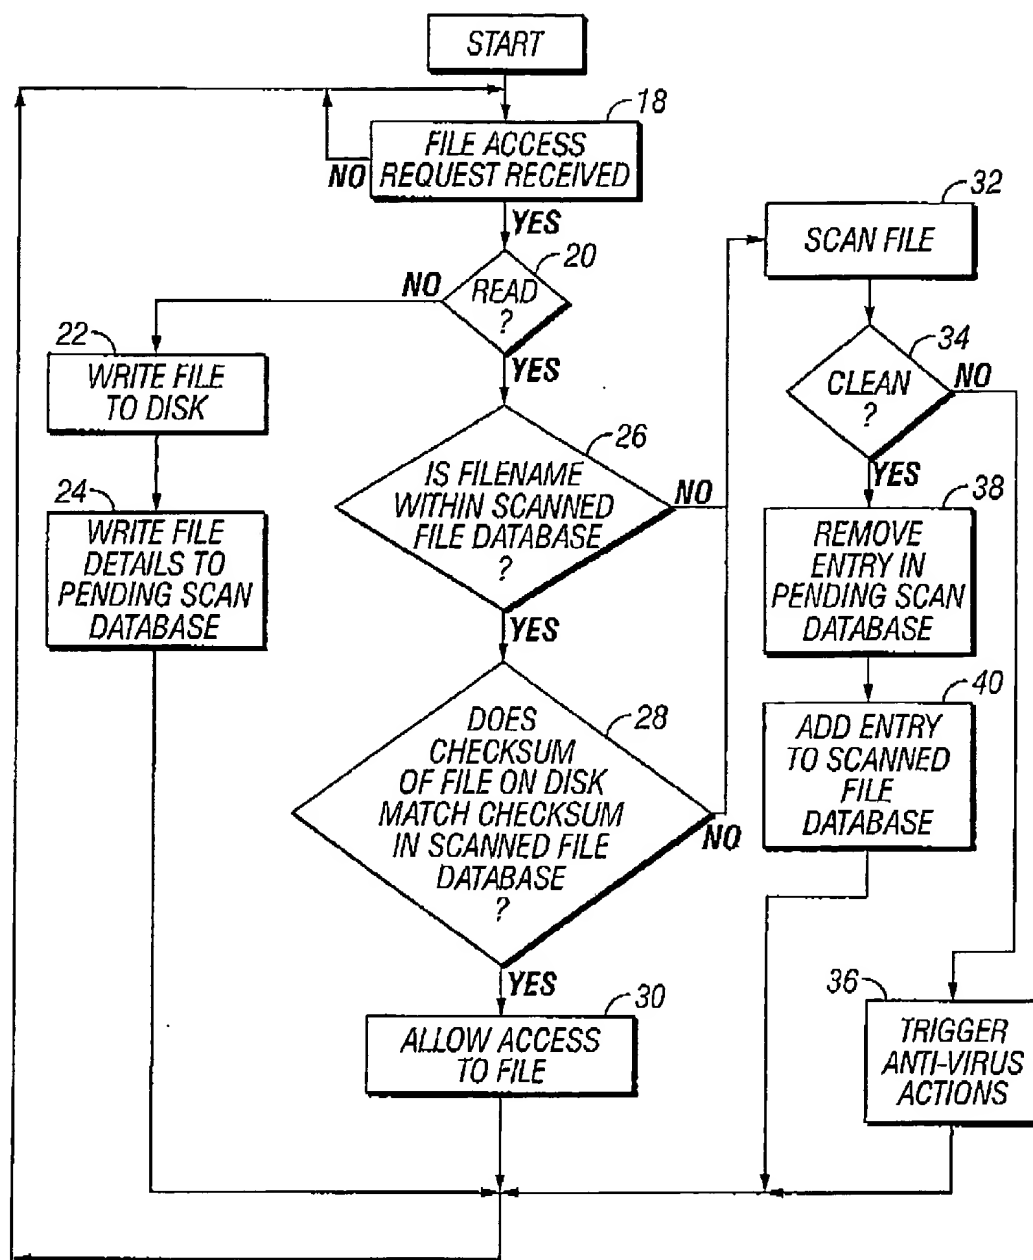 START
18
FILE ACCESS
REQUEST RECEIVED
NO
YES
20
READ
?
NO
YES
22
WRITE FILE
TO DISK
24
WRITE FILE
DETAILS TO
PENDING SCAN
DATABASE
26
IS FILENAME
WITHIN SCANNED
FILE DATABASE
?
NO
YES
28
DOES
CHECKSUM
OF FILE ON DISK
MATCH CHECKSUM
IN SCANNED FILE
DATABASE
?
NO
YES
30
ALLOW ACCESS
TO FILE
32
SCAN FILE
34
CLEAN
?
NO
YES
38
REMOVE
ENTRY IN
PENDING SCAN
DATABASE
40
ADD ENTRY
TO SCANNED
FILE
DATABASE
36
TRIGGER
ANTI-VIRUS
ACTIONS